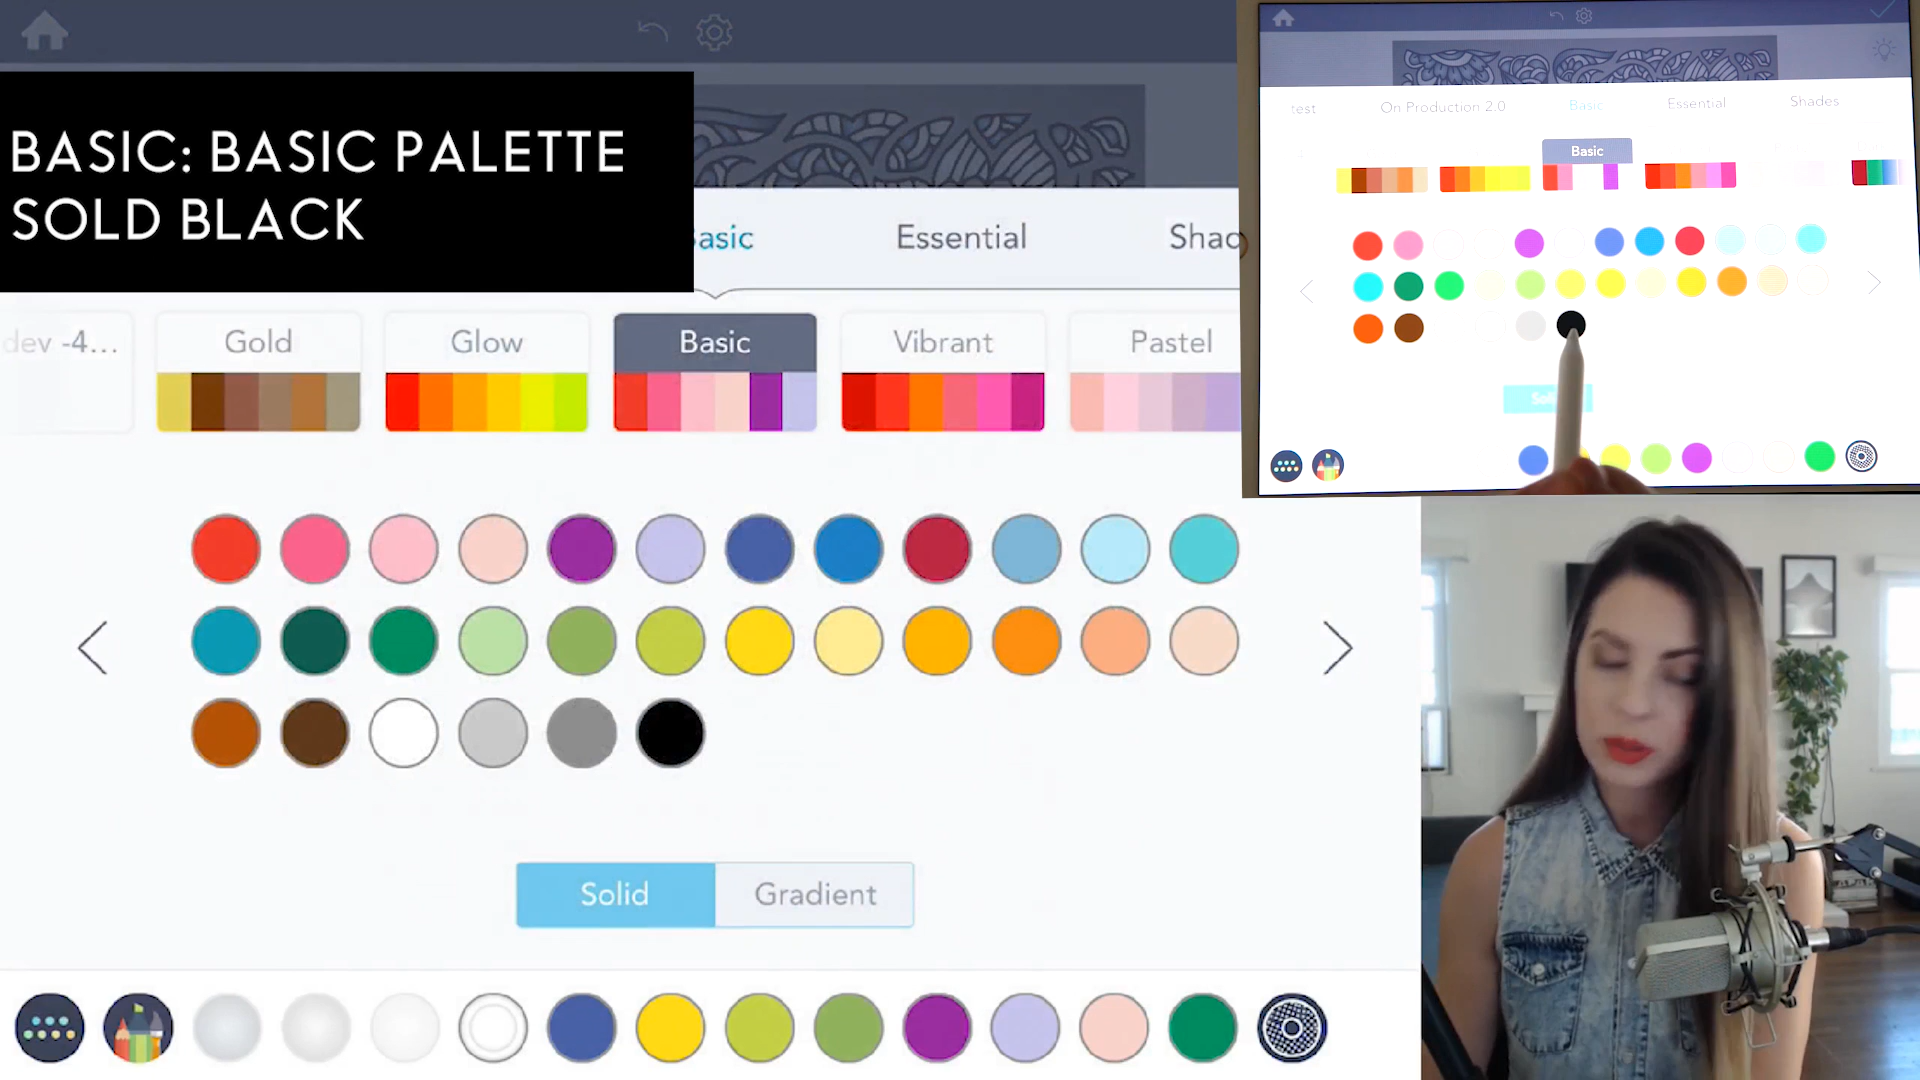 BASIC: BASIC PALETTE
SOLD BLACK
asic
Essential
Shad
dev -4...
Gold
Glow
Basic
Vibrant
Pastel
Solid
Gradient
test
On Production 2.0
Basic
Essential
Shades
Basic